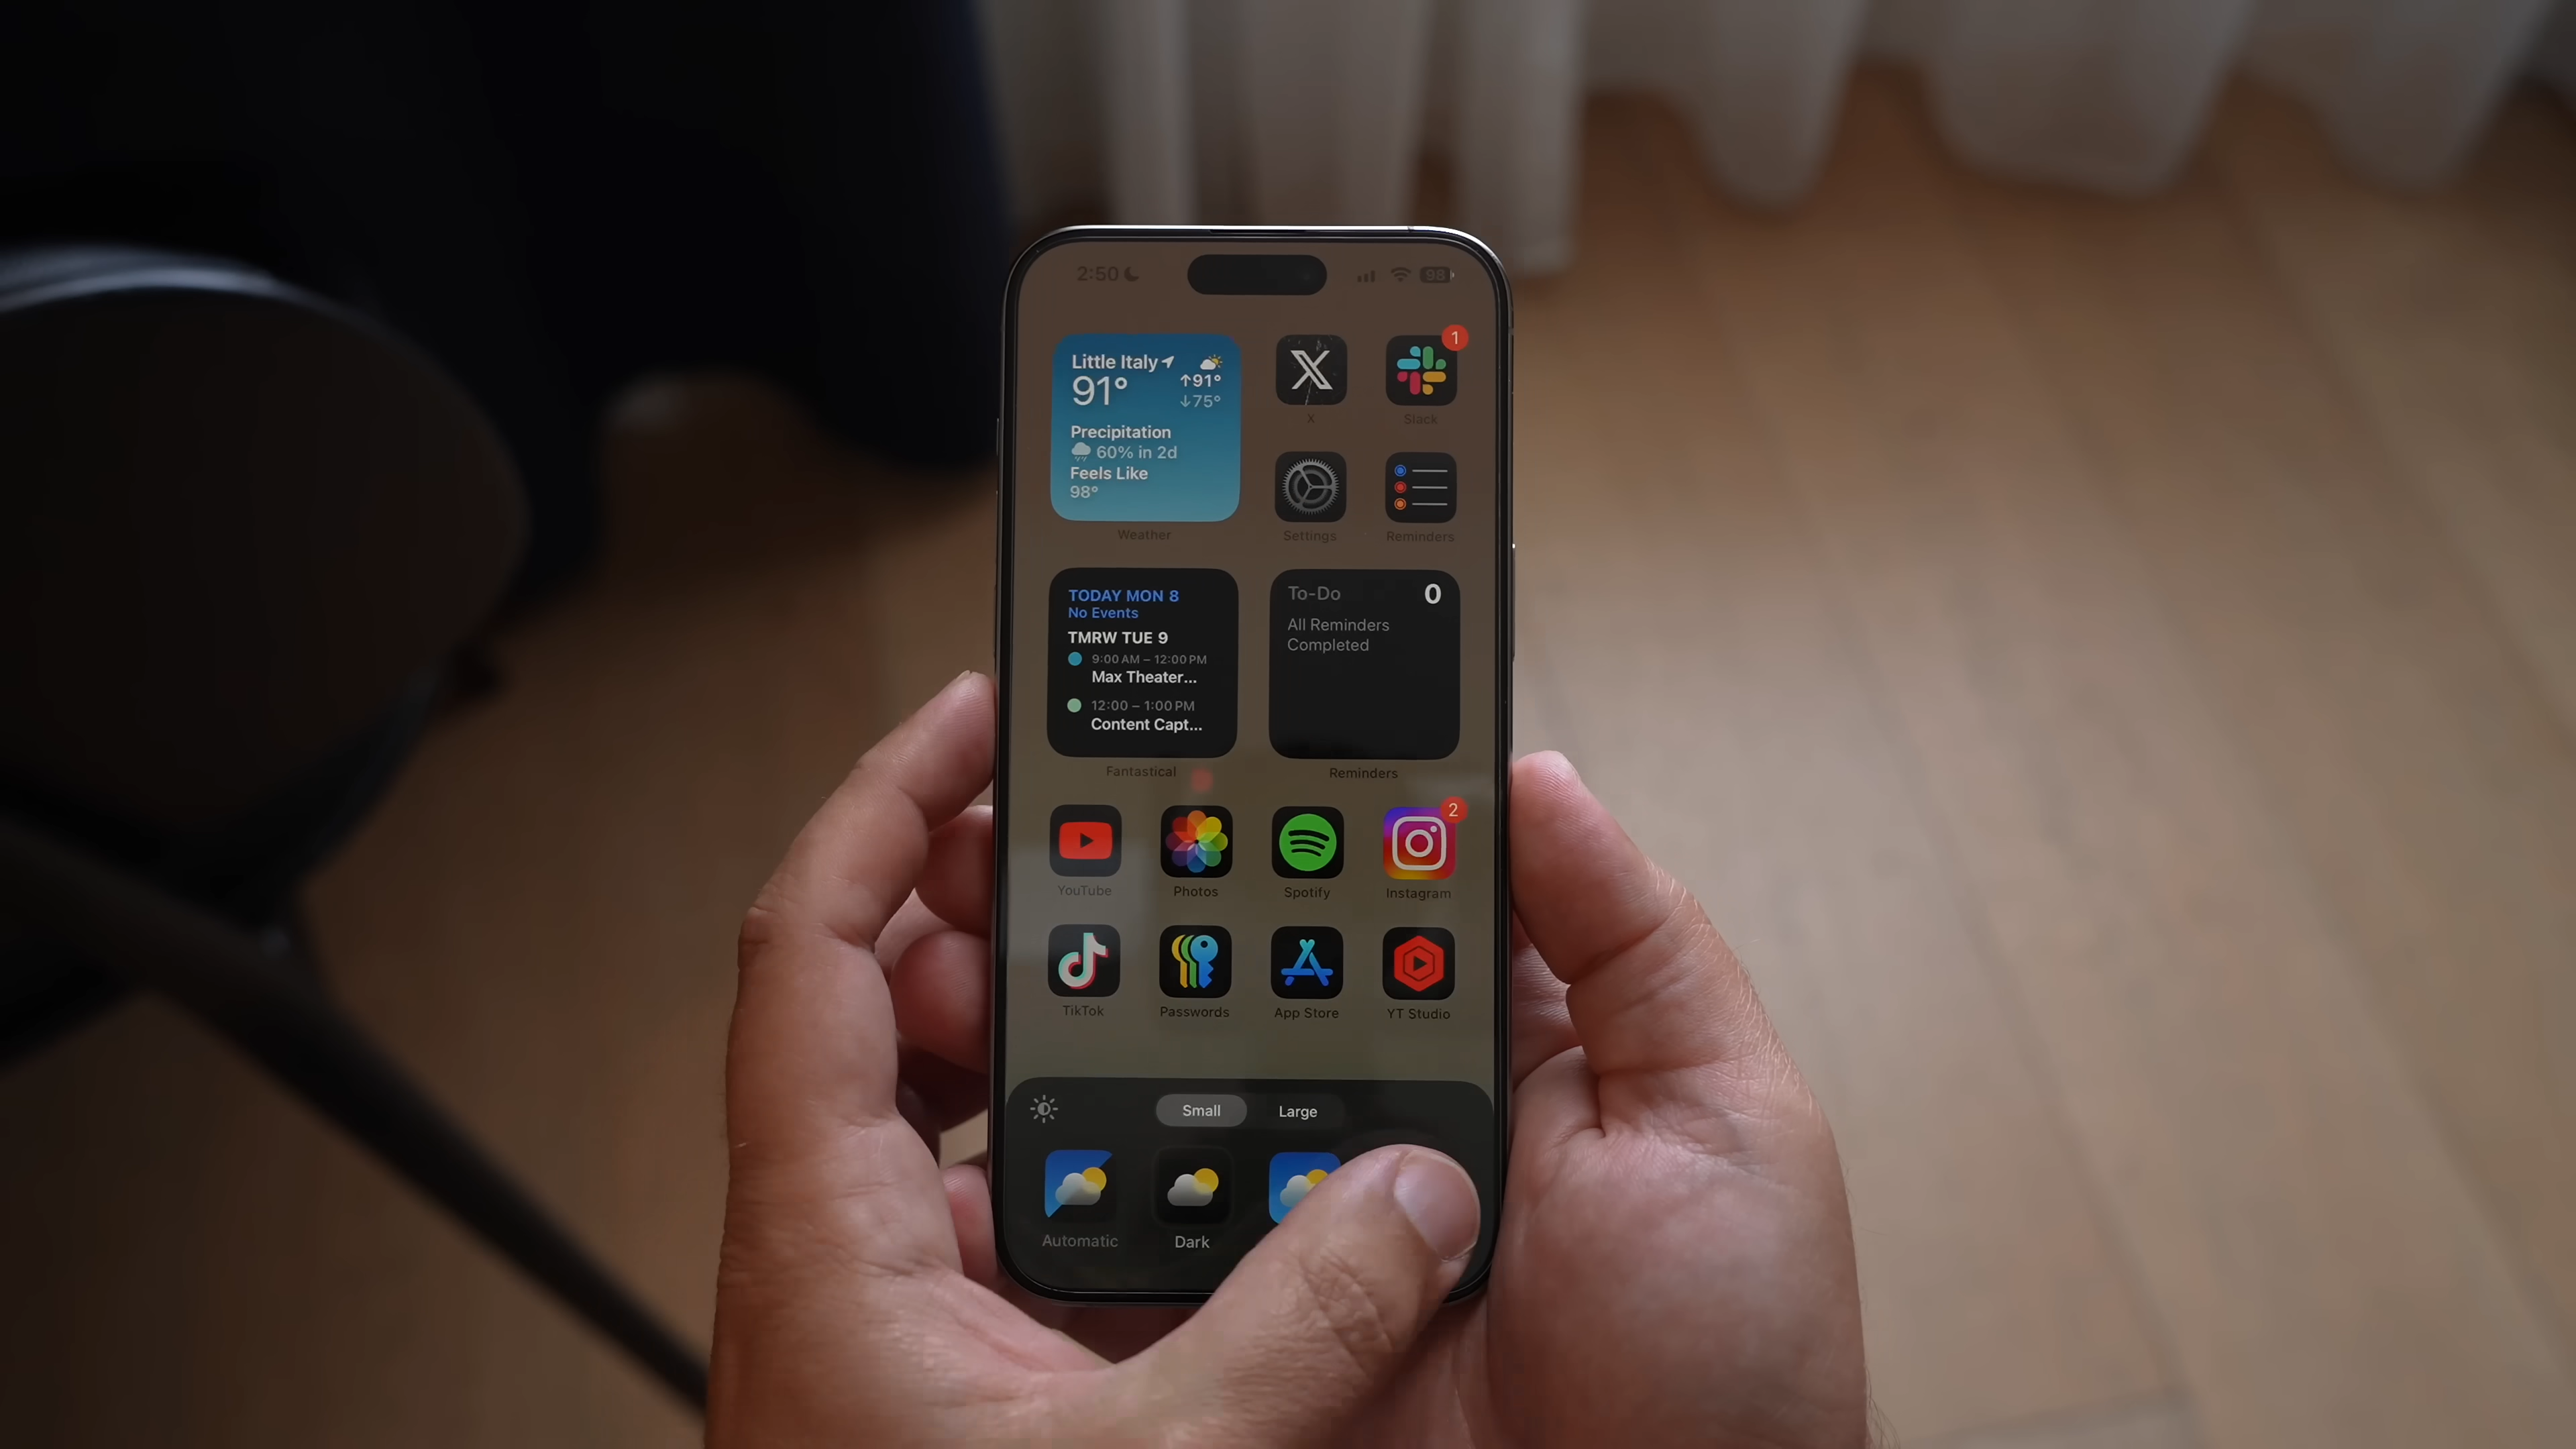 2:50
98
Little Italy
91°
↑91°
↓75°
Precipitation
60% in 2d
Feels Like
98°
Weather
X
1
Slack
Settings
Reminders
TODAY MON 8
No Events
TMRW TUE 9
9:00 AM – 12:00 PM
Max Theater...
12:00 – 1:00 PM
Content Capt...
Fantastical
To-Do
0
All Reminders
Completed
Reminders
YouTube
Photos
Spotify
2
Instagram
TikTok
Passwords
App Store
YT Studio
Small
Large
Automatic
Dark